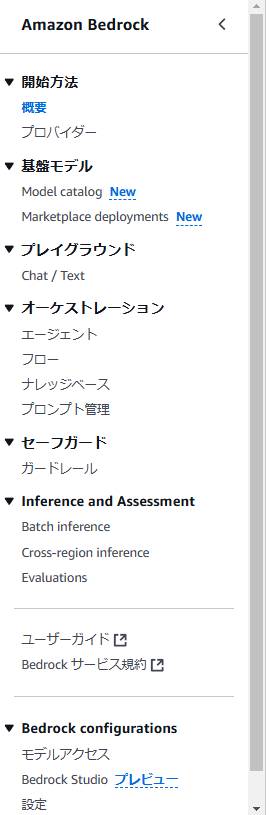 Amazon Bedrock
開始方法
概要
プロバイダー
基盤モデル
Model catalog New
Marketplace deployments New
プレイグラウンド
Chat / Text
オーケストレーション
エージェント
フロー
ナレッジベース
プロンプト管理
セーフガード
ガードレール
Inference and Assessment
Batch inference
Cross-region inference
Evaluations
ユーザーガイド
Bedrock サービス規約
Bedrock configurations
モデルアクセス
Bedrock Studio プレビュー
設定